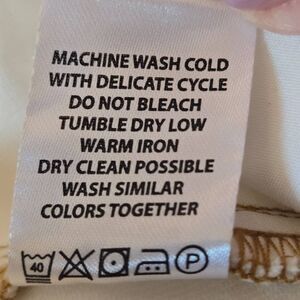 MACHINE WASH COLD
WITH DELICATE CYCLE
DO NOT BLEACH
TUMBLE DRY LOW
WARM IRON
DRY CLEAN POSSIBLE
WASH SIMILAR
COLORS TOGETHER
40 P